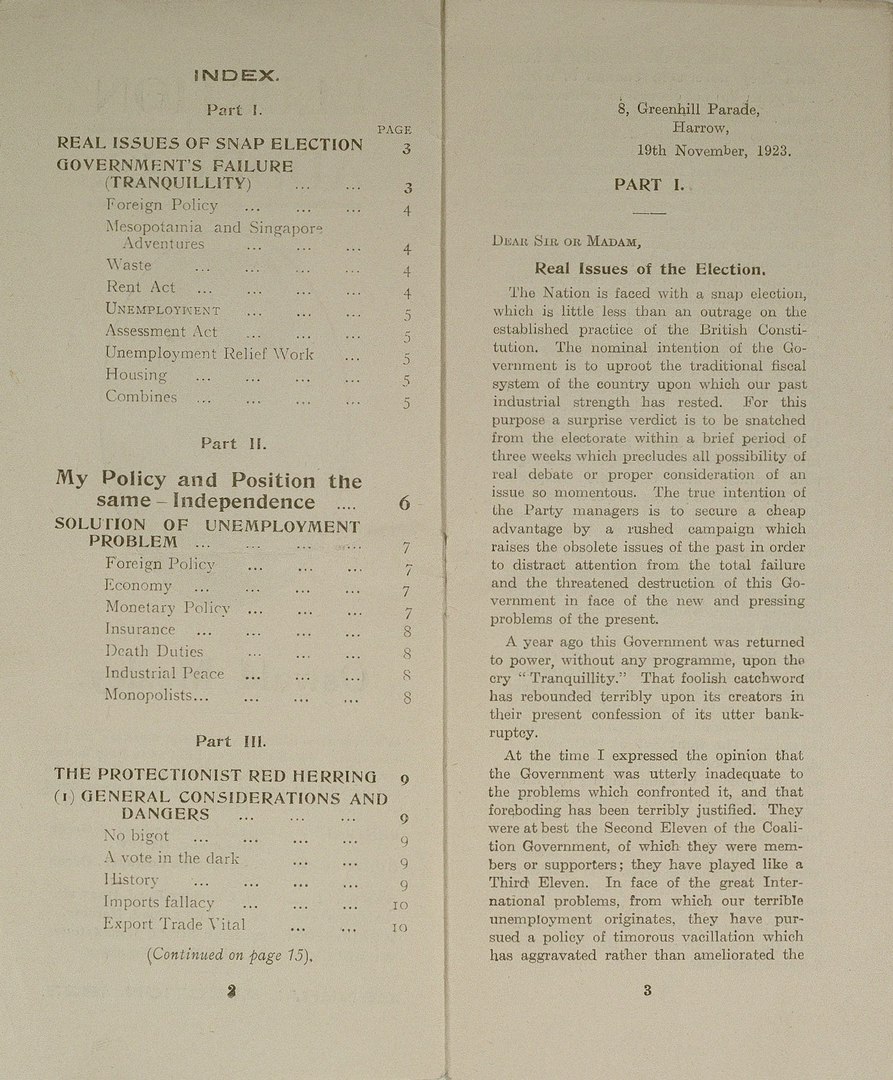 INDEX.
Part I.
PAGE
REAL ISSUES OF SNAP ELECTION 3
GOVERNMENT'S FAILURE
(TRANQUILLITY) ... ... 3
Foreign Policy ... ... ... 4
Mesopotamia and Singapore
Adventures ... ... ... 4
Waste ... ... ... ... 4
Rent Act ... ... ... ... 4
UNEMPLOYMENT ... ... ... 5
Assessment Act ... ... ... 5
Unemployment Relief Work ... 5
Housing ... ... ... ... 5
Combines ... ... ... ... 5
Part II.
My Policy and Position the
same – Independence .... 6
SOLUTION OF UNEMPLOYMENT
PROBLEM ... ... ... ... 7
Foreign Policy ... ... ... 7
Economy ... ... ... ... 7
Monetary Policy ... ... ... 7
Insurance ... ... ... ... 8
Death Duties ... ... ... 8
Industrial Peace ... ... ... 8
Monopolists... ... ... ... 8
Part III.
THE PROTECTIONIST RED HERRING 9
(1) GENERAL CONSIDERATIONS AND
DANGERS ... ... ... 9
No bigot ... ... ... ... 9
A vote in the dark ... ... 9
History ... ... ... ... 9
Imports fallacy ... ... ... 10
Export Trade Vital ... ... 10
(Continued on page 15).
2
8, Greenhill Parade,
Harrow,
19th November, 1923.
PART I.
DEAR SIR OR MADAM,
Real Issues of the Election.
The Nation is faced with a snap election,
which is little less than an outrage on the
established practice of the British Consti-
tution. The nominal intention of the Go-
vernment is to uproot the traditional fiscal
system of the country upon which our past
industrial strength has rested. For this
purpose a surprise verdict is to be snatched
from the electorate within a brief period of
three weeks which precludes all possibility of
real debate or proper consideration of an
issue so momentous. The true intention of
the Party managers is to secure a cheap
advantage by a rushed campaign which
raises the obsolete issues of the past in order
to distract attention from the total failure
and the threatened destruction of this Go-
vernment in face of the new and pressing
problems of the present.
A year ago this Government was returned
to power, without any programme, upon the
cry “Tranquillity.” That foolish catchword
has rebounded terribly upon its creators in
their present confession of its utter bank-
ruptcy.
At the time I expressed the opinion that
the Government was utterly inadequate to
the problems which confronted it, and that
foreboding has been terribly justified. They
were at best the Second Eleven of the Coali-
tion Government, of which they were mem-
bers or supporters; they have played like a
Third Eleven. In face of the great Inter-
national problems, from which our terrible
unemployment originates, they have pur-
sued a policy of timorous vacillation which
has aggravated rather than ameliorated the
3